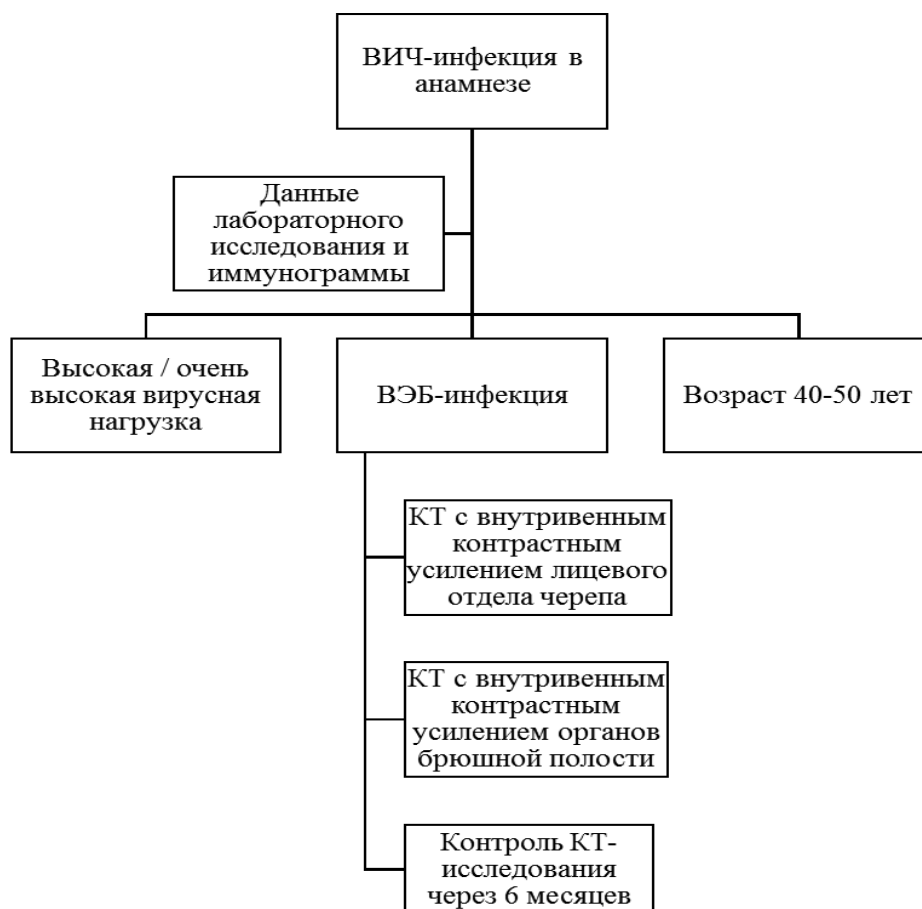 ВИЧ-инфекция в
анамнезе
Данные
лабораторного
исследования и
иммунограммы
Высокая / очень
высокая вирусная
нагрузка
ВЭБ-инфекция
Возраст 40-50 лет
КТ с внутривенным
контрастным
усилением лицевого
отдела черепа
КТ с внутривенным
контрастным
усилением органов
брюшной полости
Контроль КТ-
исследования
через 6 месяцев